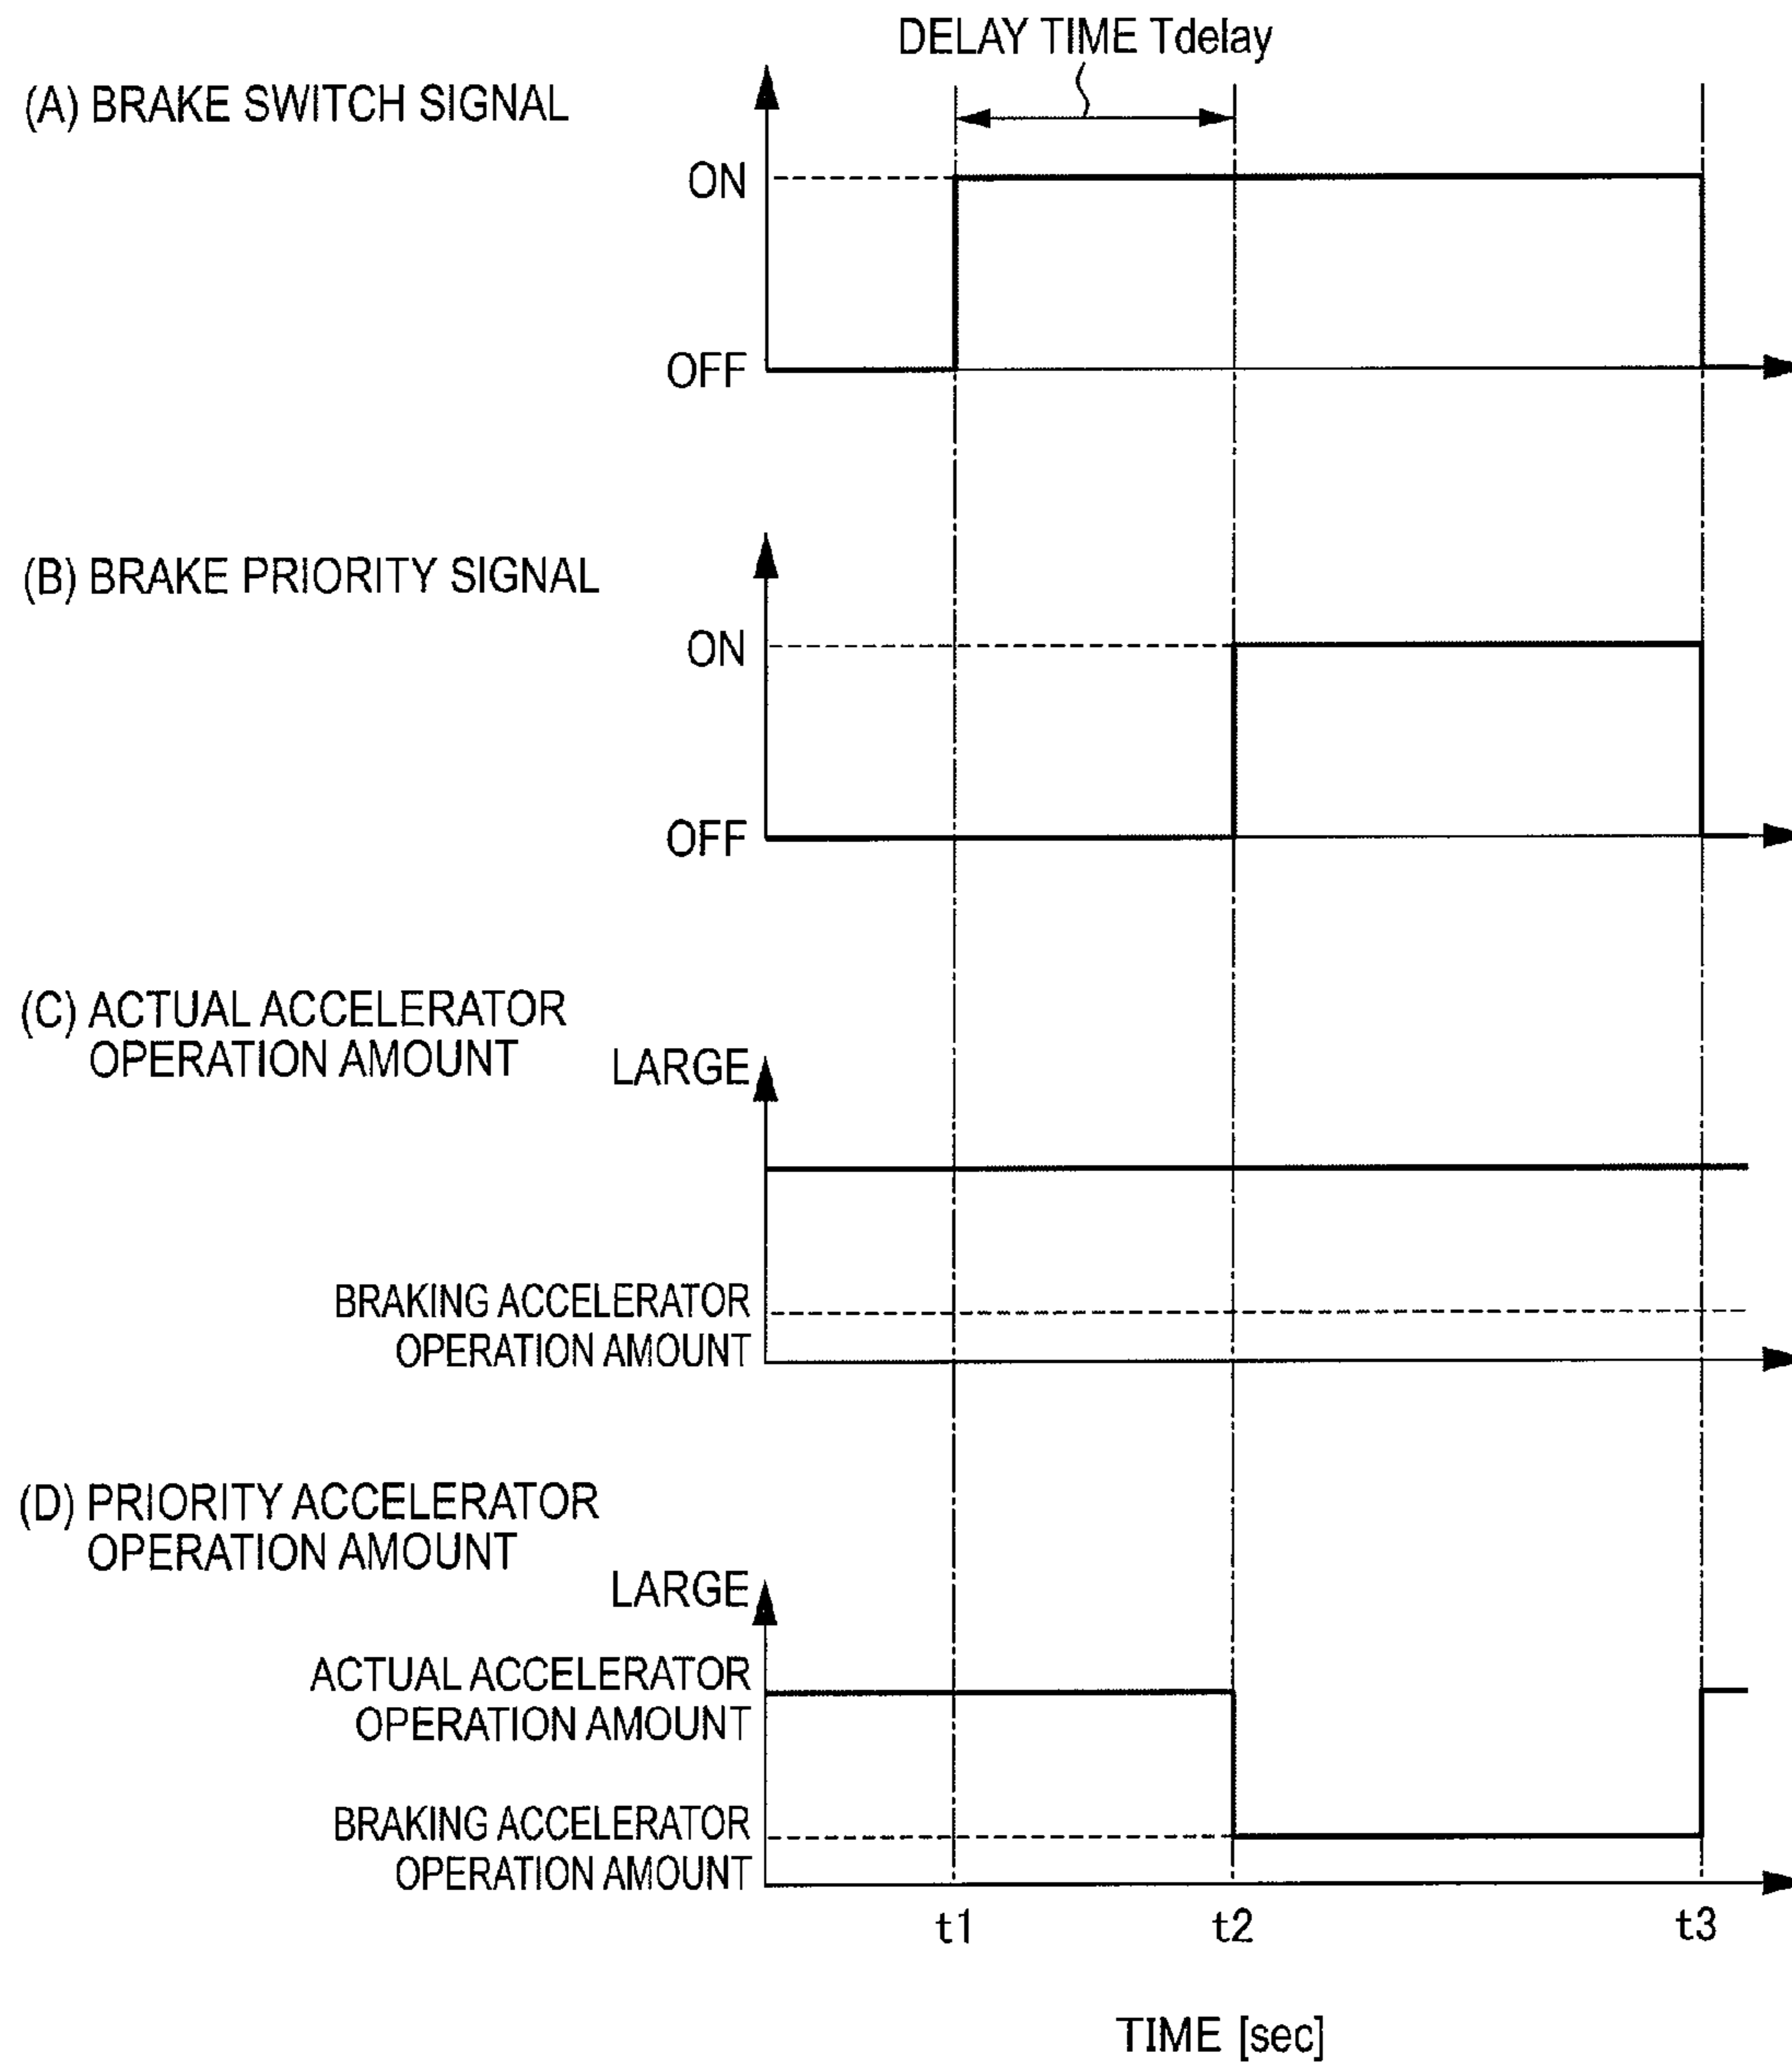 DELAY TIME Tdelay
(A) BRAKE SWITCH SIGNAL
ON
OFF
(B) BRAKE PRIORITY SIGNAL
ON
OFF
(C) ACTUAL ACCELERATOR
OPERATION AMOUNT
LARGE
BRAKING ACCELERATOR
OPERATION AMOUNT
(D) PRIORITY ACCELERATOR
OPERATION AMOUNT
LARGE
ACTUAL ACCELERATOR
OPERATION AMOUNT
BRAKING ACCELERATOR
OPERATION AMOUNT
t1 t2 t3
TIME [sec]